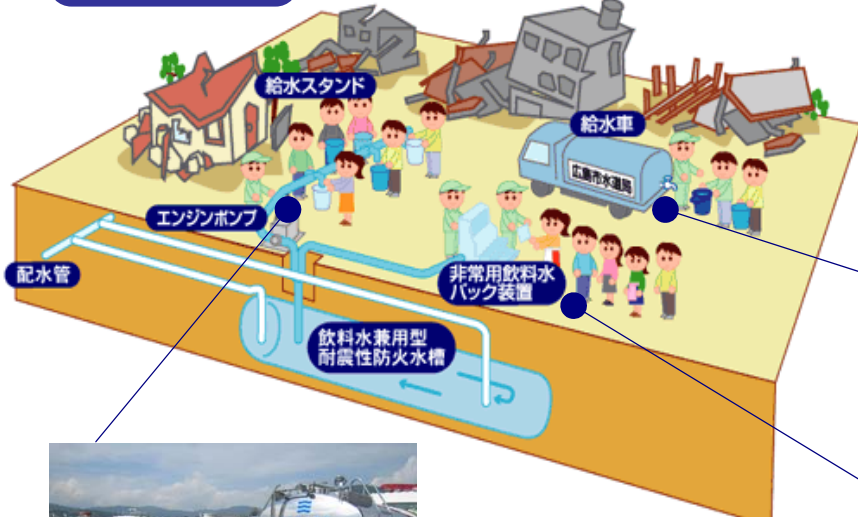 給水スタンド
給水車
広島市水道局
エンジンポンプ
配水管
非常用飲料水
パック装置
飲料水兼用型
耐震性防火水槽